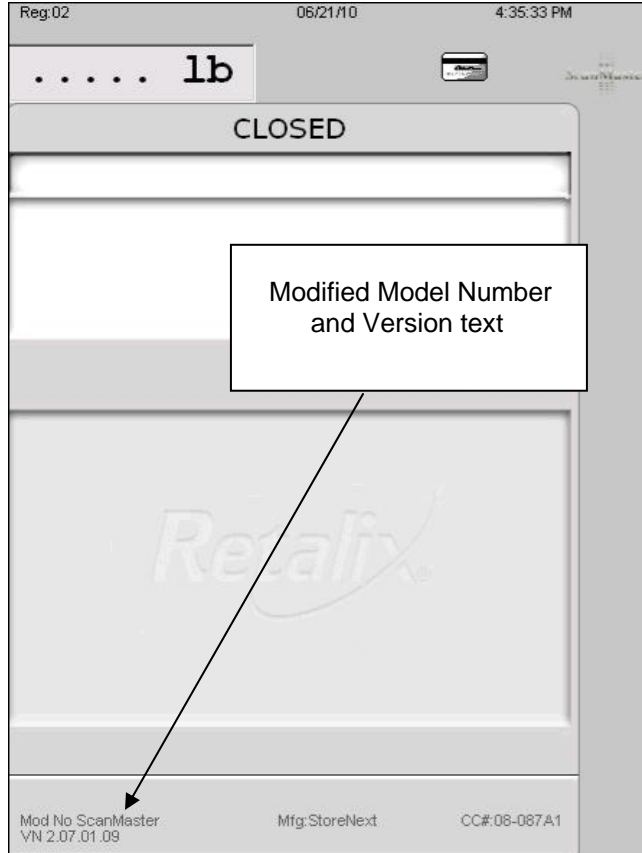 Reg:02 06/21/10 4:35:33 PM
..... lb
ScanMaster
CLOSED
Modified Model Number
and Version text
Retalix®
Mod No ScanMaster Mfg:StoreNext CC#:08-087A1
VN 2.07.01.09